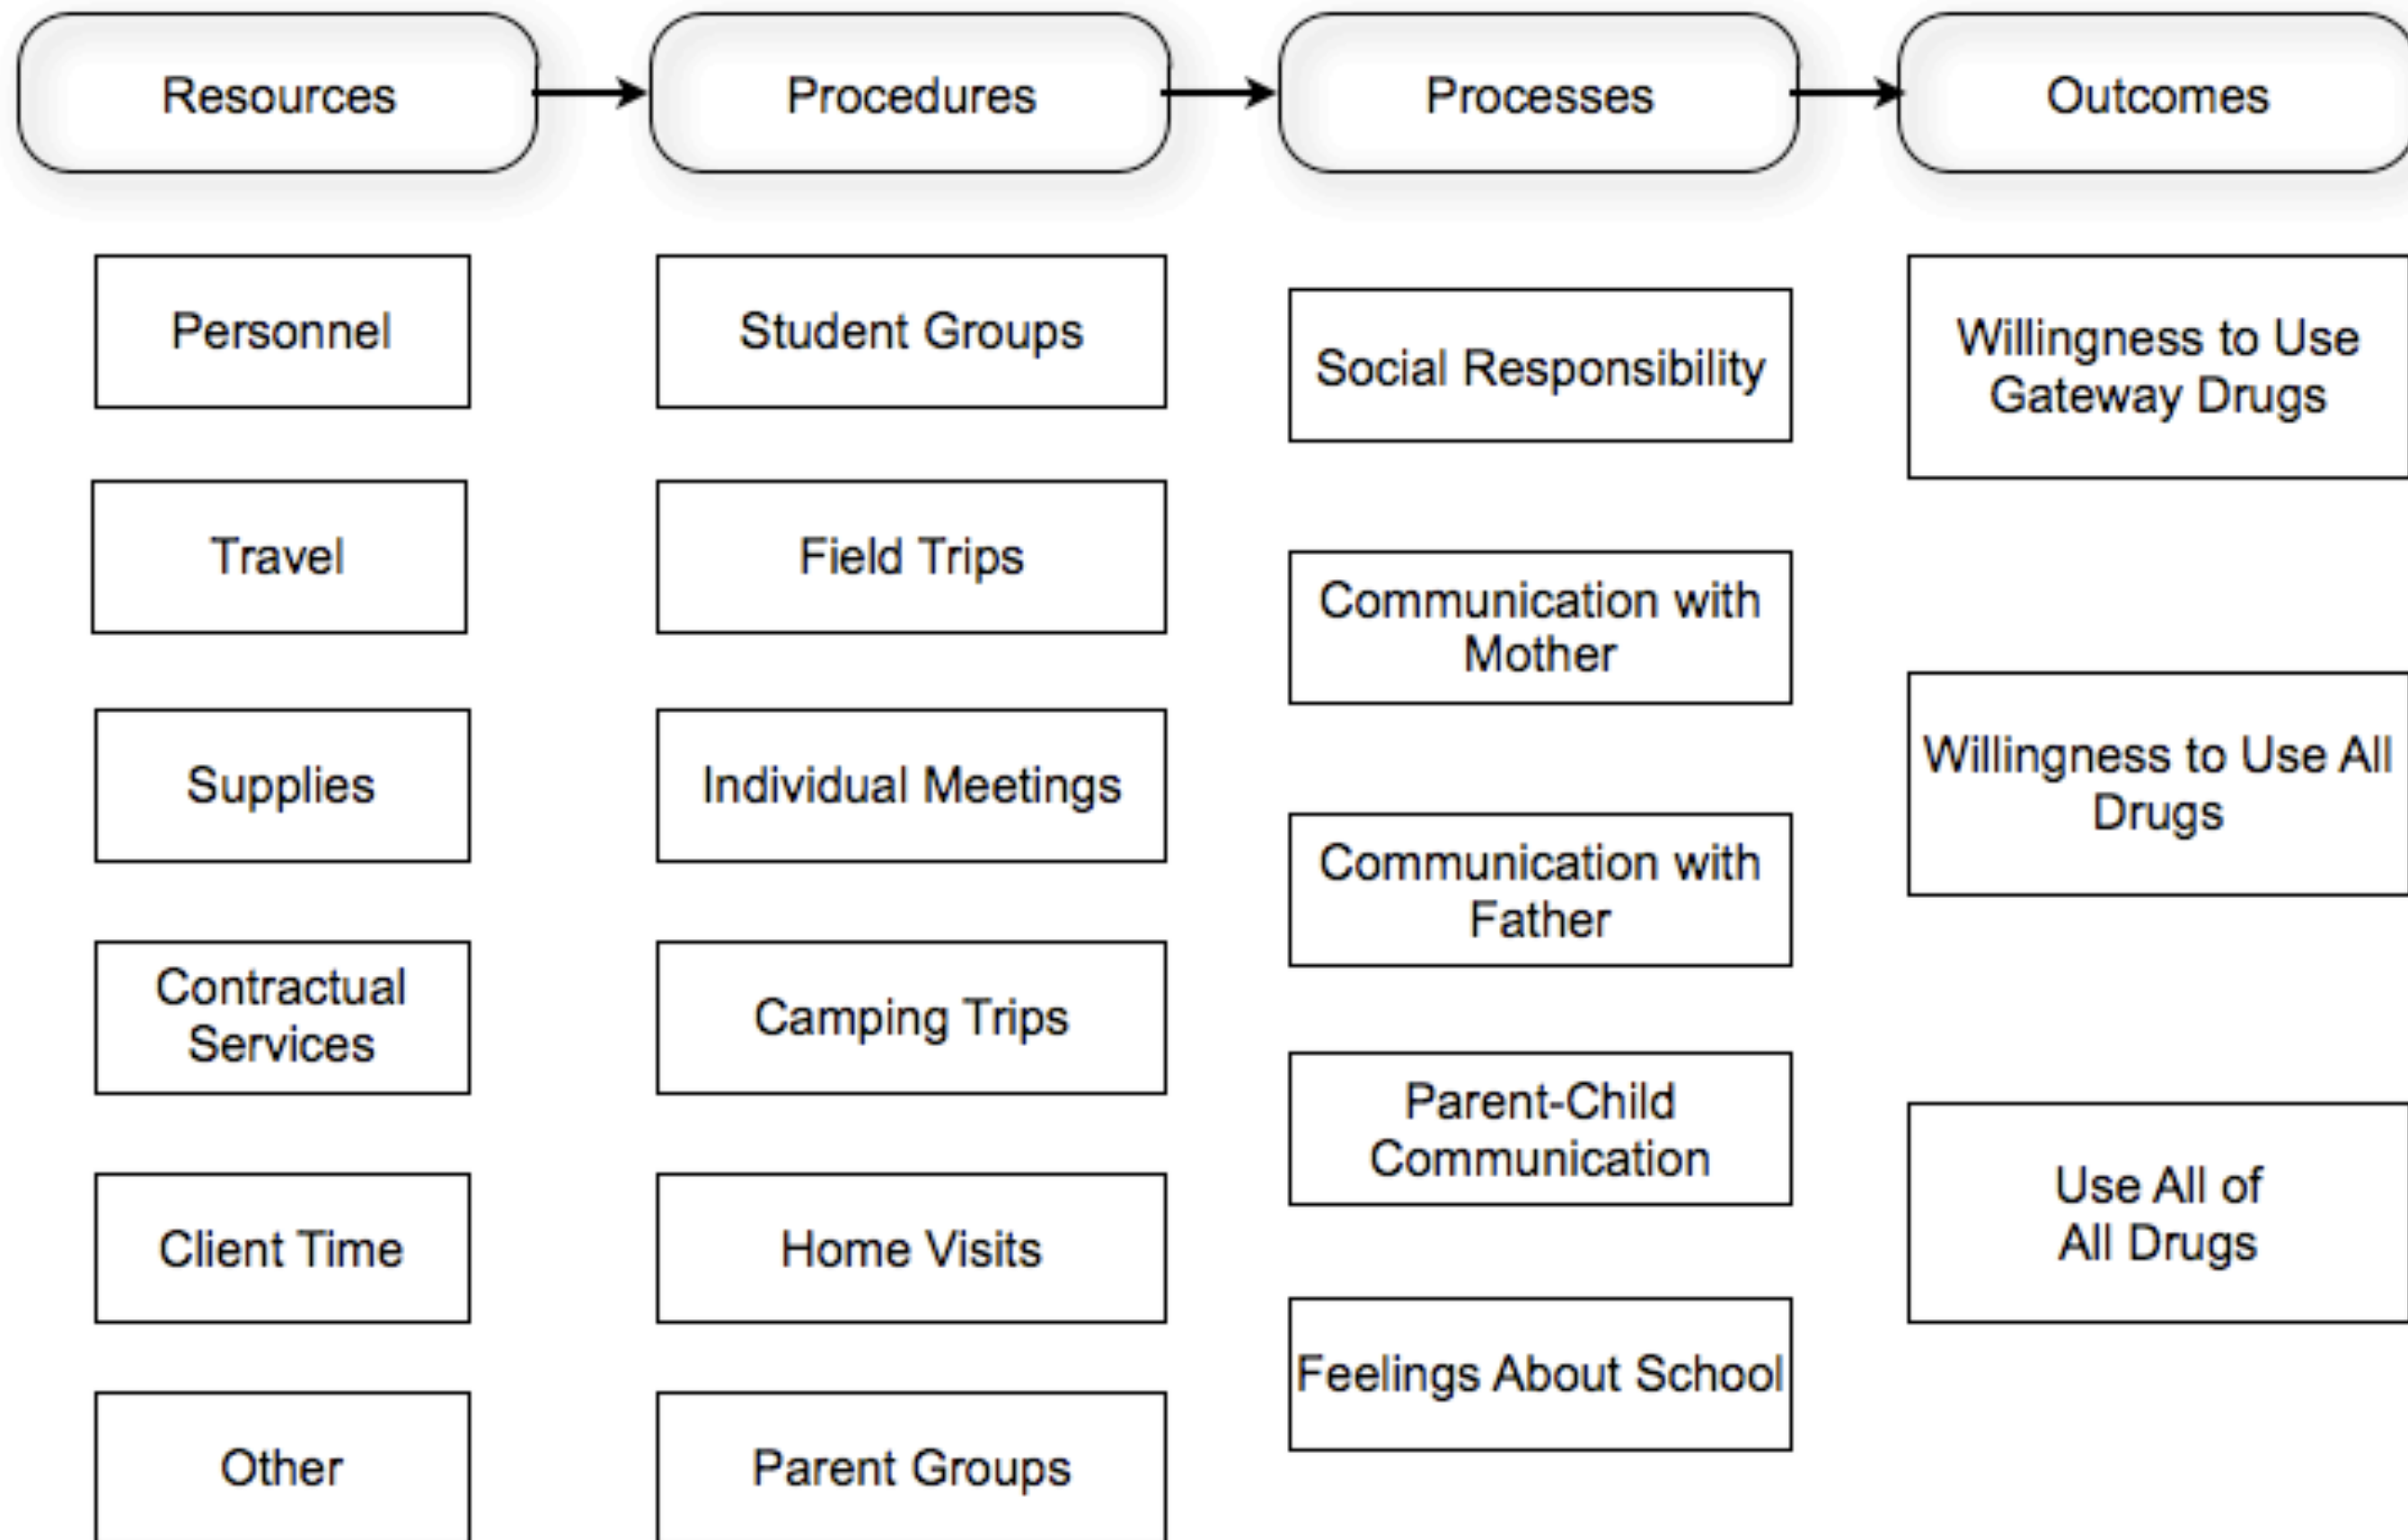 Resources
Procedures
Processes
Outcomes
Personnel
Travel
Supplies
Contractual
Services
Client Time
Other
Student Groups
Field Trips
Individual Meetings
Camping Trips
Home Visits
Parent Groups
Social Responsibility
Communication with
Mother
Communication with
Father
Parent-Child
Communication
Feelings About School
Willingness to Use
Gateway Drugs
Willingness to Use All
Drugs
Use All of
All Drugs